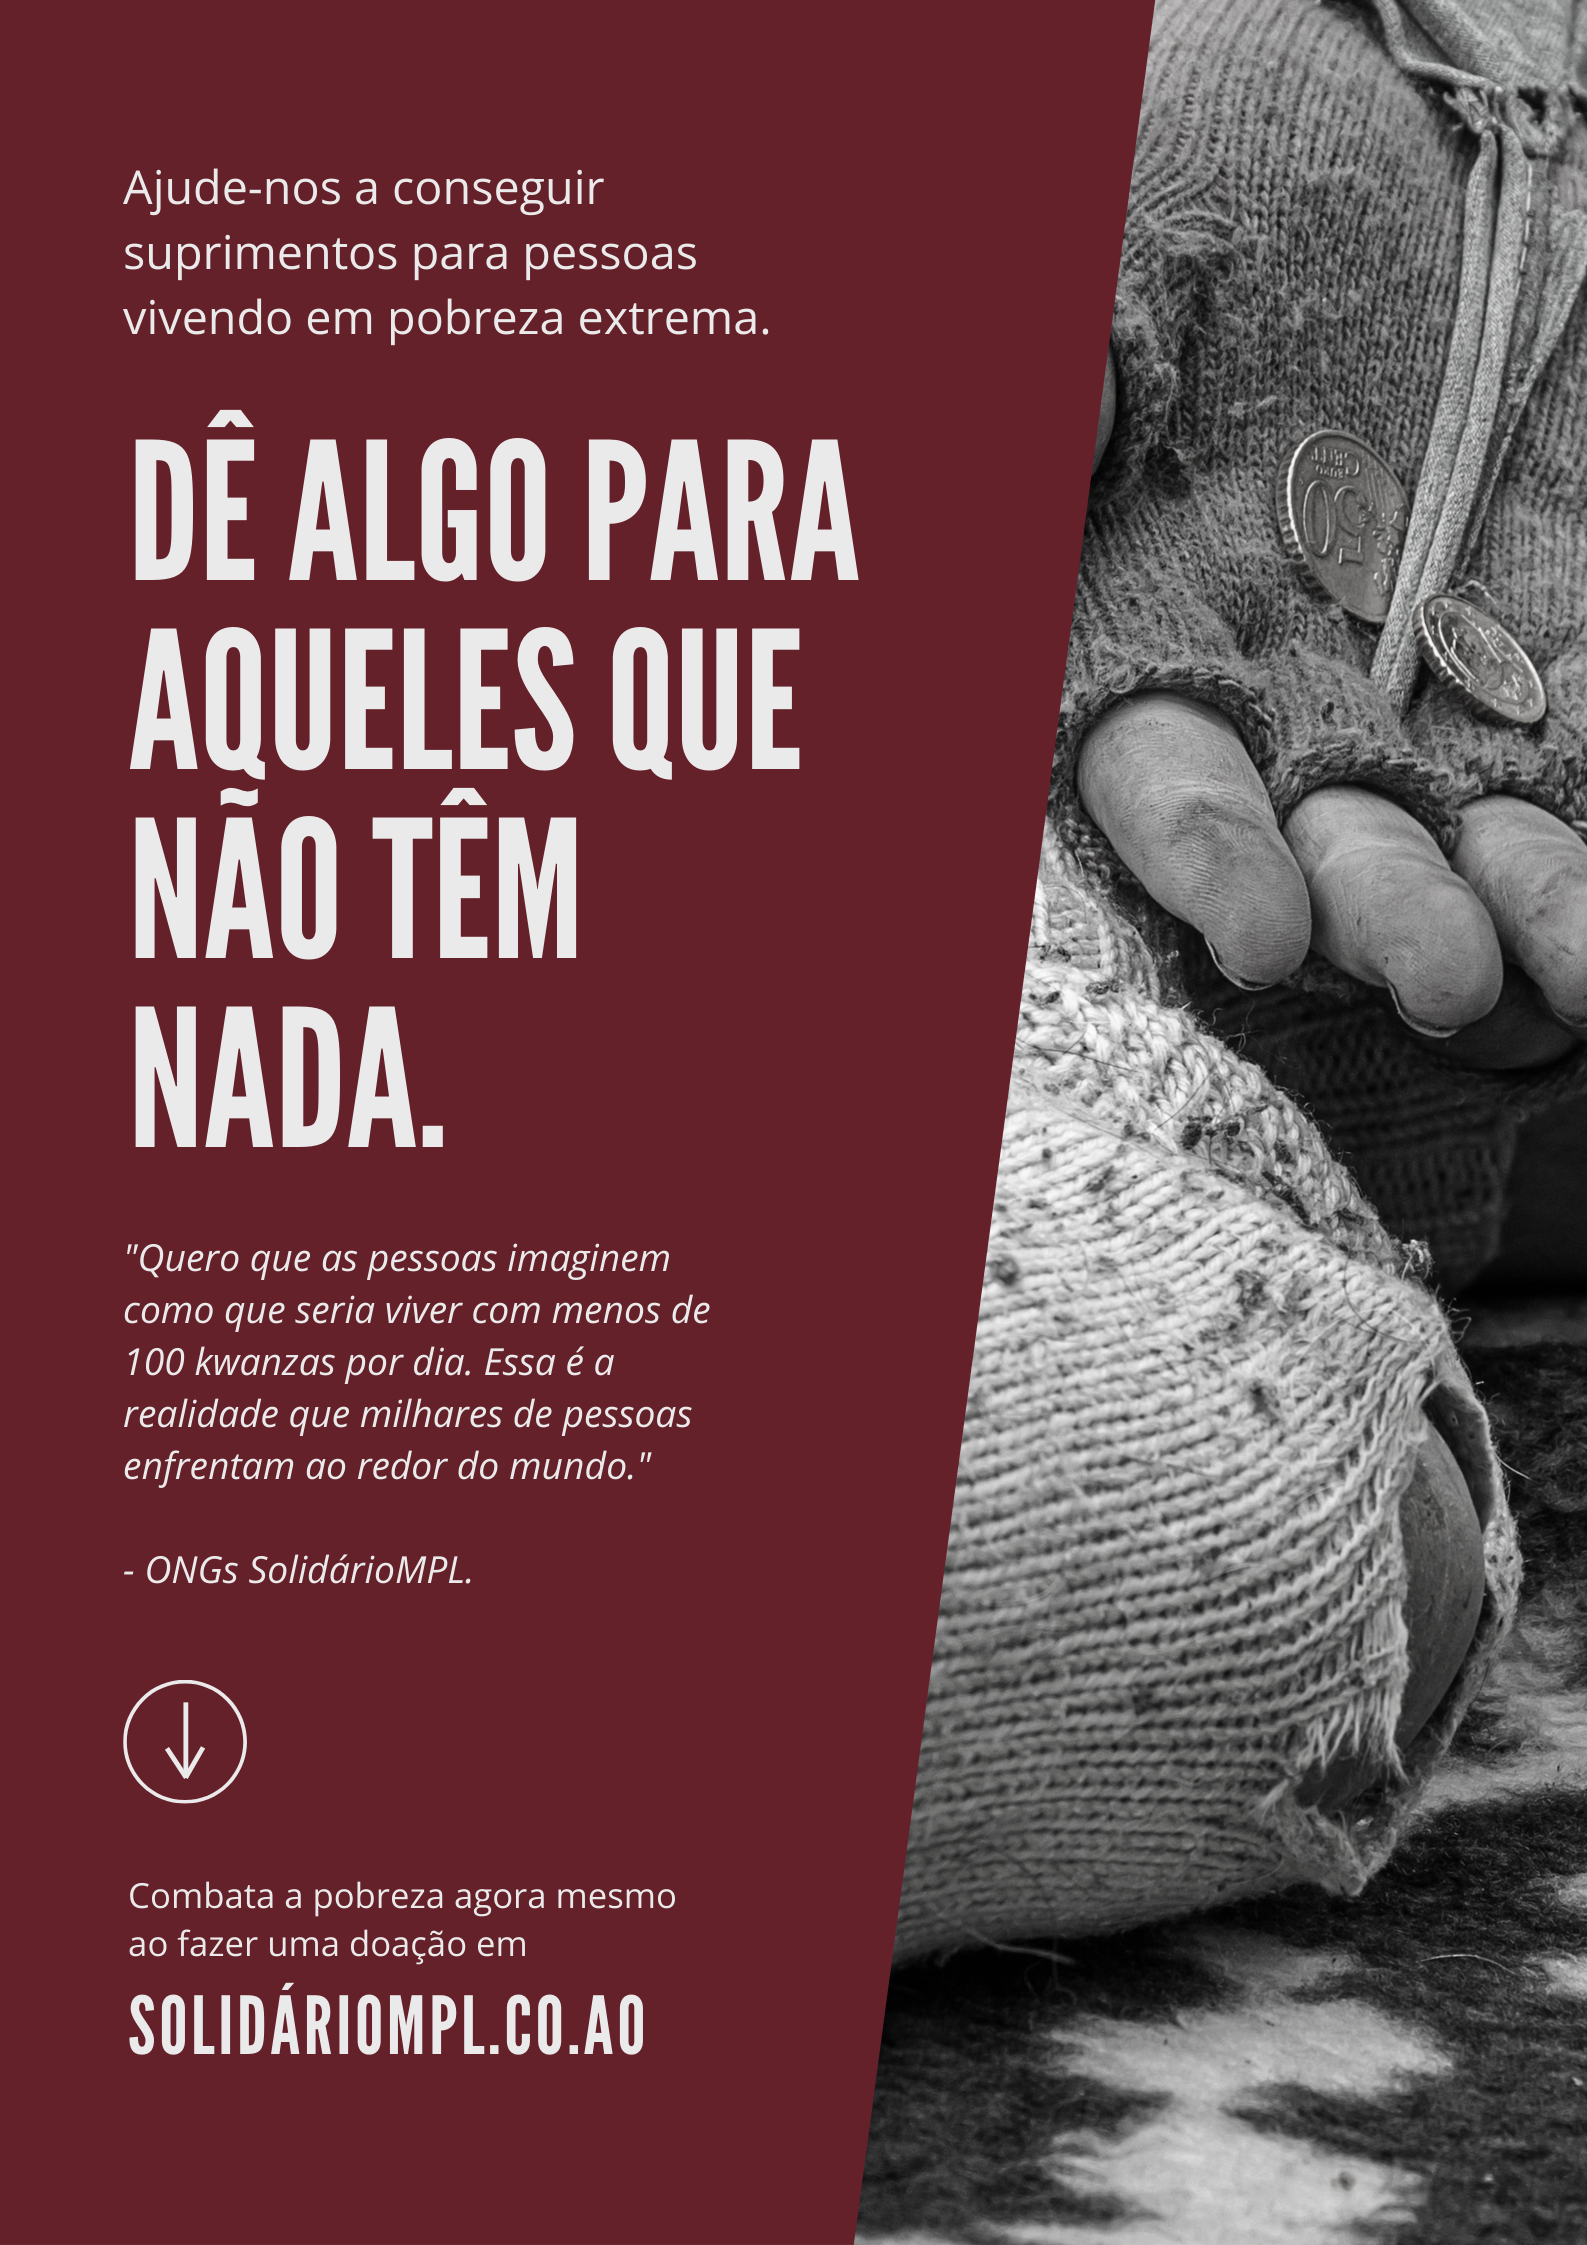 Ajude-nos a conseguir
suprimentos para pessoas
vivendo em pobreza extrema.
DÊ ALGO PARA
AQUELES QUE
NÃO TÊM
NADA.
"Quero que as pessoas imaginem
como que seria viver com menos de
100 kwanzas por dia. Essa é a
realidade que milhares de pessoas
enfrentam ao redor do mundo."
- ONGs SolidárioMPL.
Combata a pobreza agora mesmo
ao fazer uma doação em
SOLIDÁRIOMPL.CO.AO
50